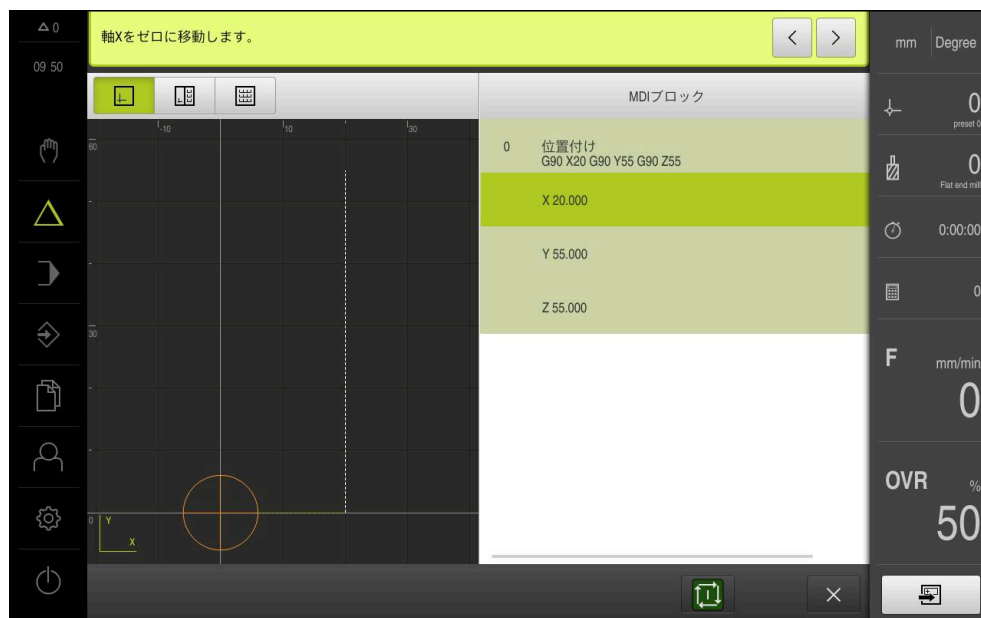 0
軸Xをゼロに移動します。
mm
Degree
09 50
MDIブロック
0
preset 0
-10
10
30
60
0
位置付け
G90 X20 G90 Y55 G90 Z55
X 20.000
0
Flat end mill
Y 55.000
0:00:00
Z 55.000
0
30
F
mm/min
0
OVR
%
50
0
Y
X